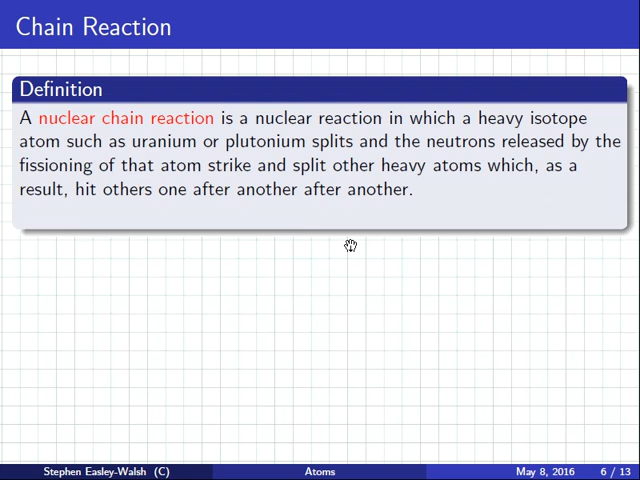 Chain Reaction
Definition
A nuclear chain reaction is a nuclear reaction in which a heavy isotope
atom such as uranium or plutonium splits and the neutrons released by the
fissioning of that atom strike and split other heavy atoms which, as a
result, hit others one after another after another.
Stephen Easley-Walsh (C) Atoms May 8, 2016 6 / 13